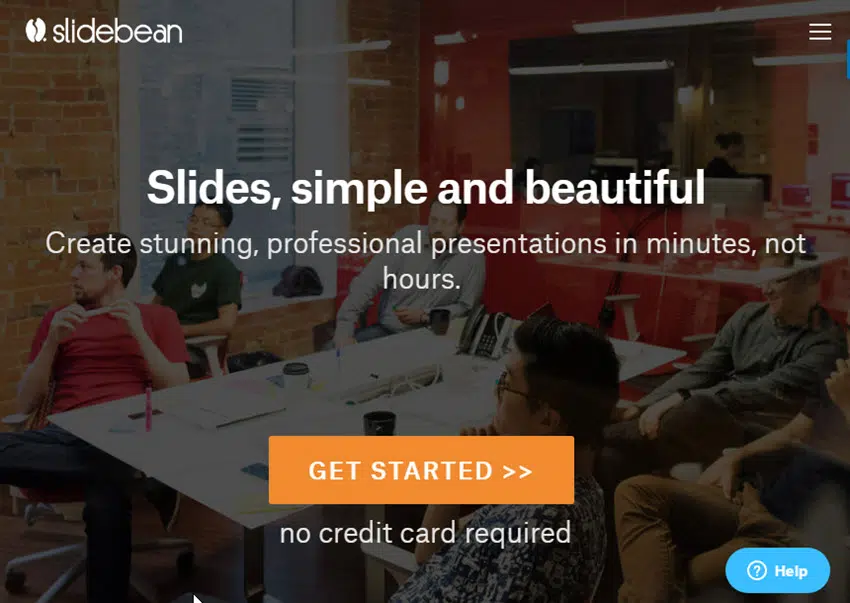 slidebean
Slides, simple and beautiful
Create stunning, professional presentations in minutes, not
hours.
GET STARTED >>
no credit card required
? Help